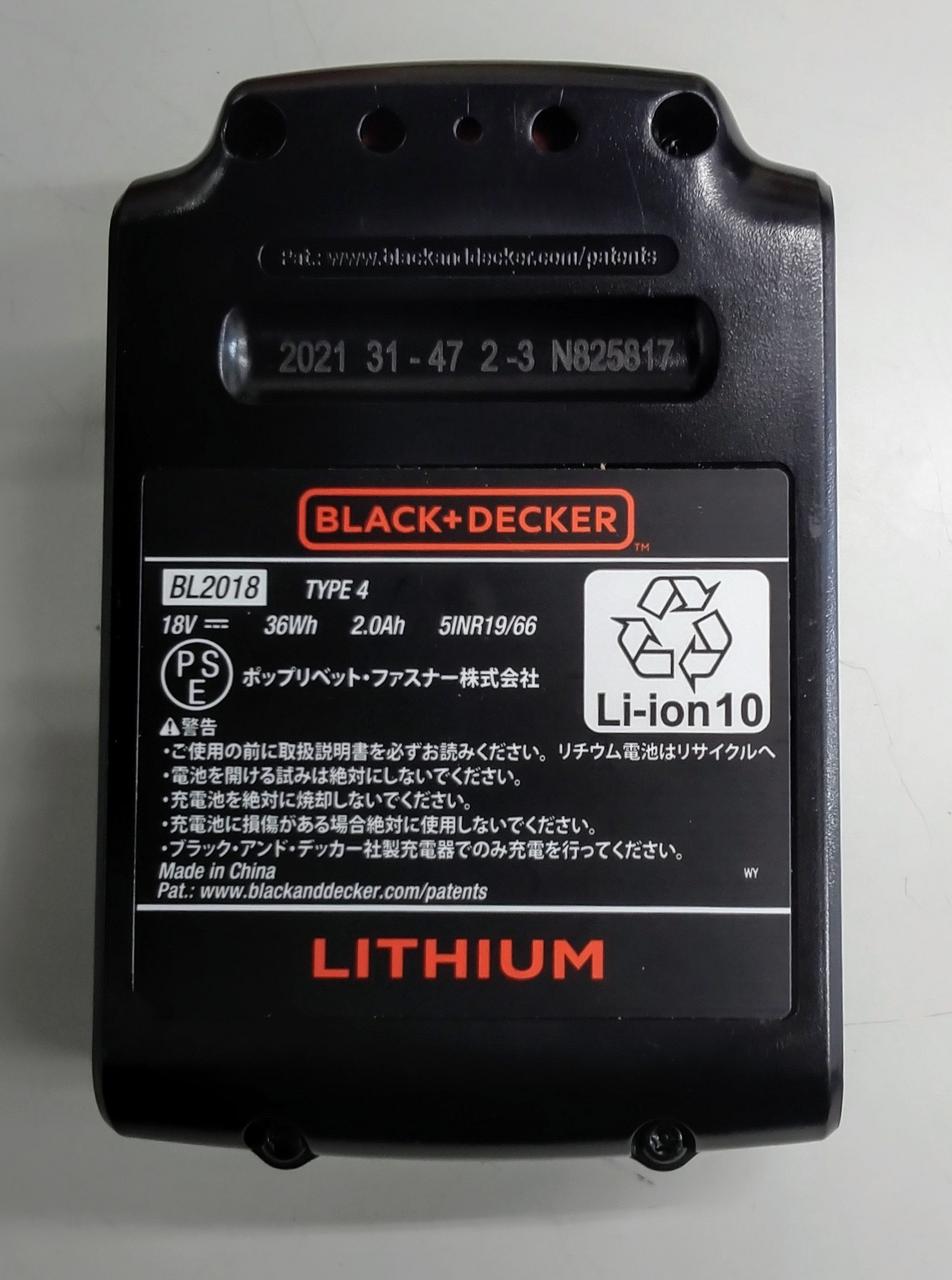 Pat.: www.blackanddecker.com/patents
2021 31-47 2-3 N825817
BLACK+DECKER™
BL2018 TYPE 4
18V ⎓ 36Wh 2.0Ah 5INR19/66
PSE ポップリベット・ファスナー株式会社
Li-ion10
⚠警告
・ご使用の前に取扱説明書を必ずお読みください。 リチウム電池はリサイクルへ
・電池を開ける試みは絶対にしないでください。
・充電池を絶対に焼却しないでください。
・充電池に損傷がある場合絶対に使用しないでください。
・ブラック・アンド・デッカー社製充電器でのみ充電を行ってください。
Made in China WY
Pat.: www.blackanddecker.com/patents
LITHIUM